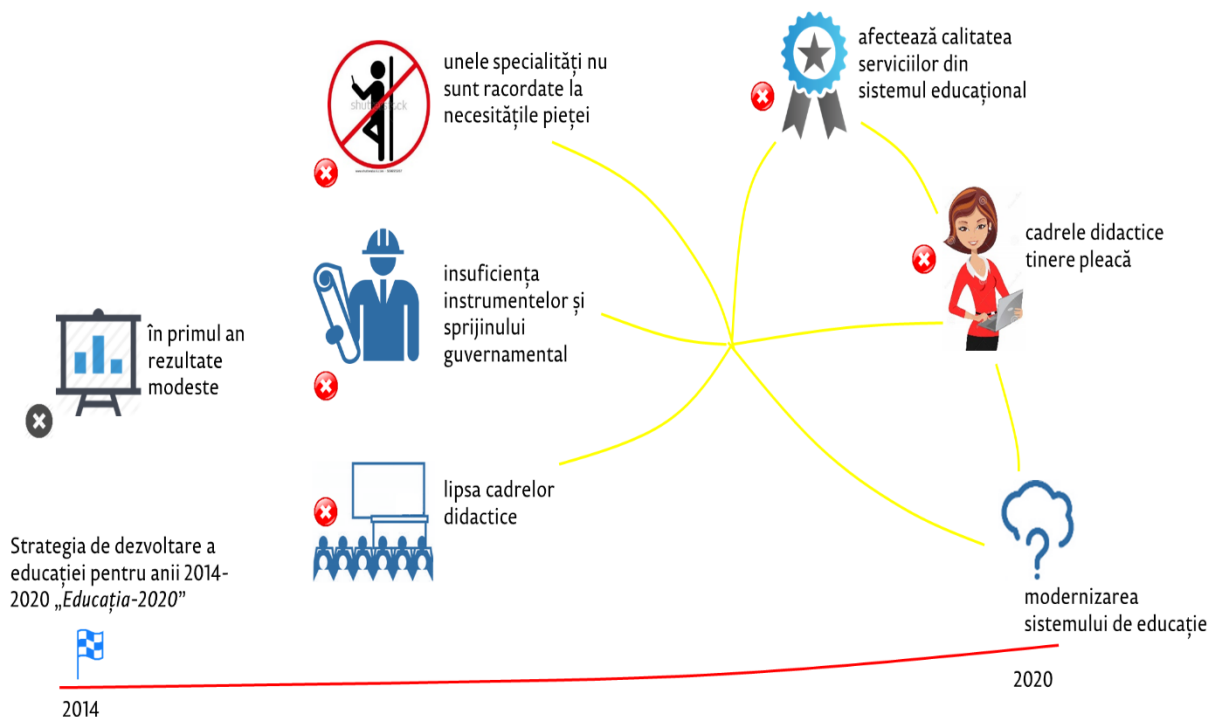 unele specialități nu
sunt racordate la
necesitățile pieței
afectează calitatea
serviciilor din
sistemul educațional
shutterstock
insuficiența
instrumentelor și
sprijinului
guvernamental
cadrele didactice
tinere pleacă
în primul an
rezultate
modeste
lipsa cadrelor
didactice
Strategia de dezvoltare a
educației pentru anii 2014-
2020 „Educația-2020”
modernizarea
sistemului de educație
2014
2020